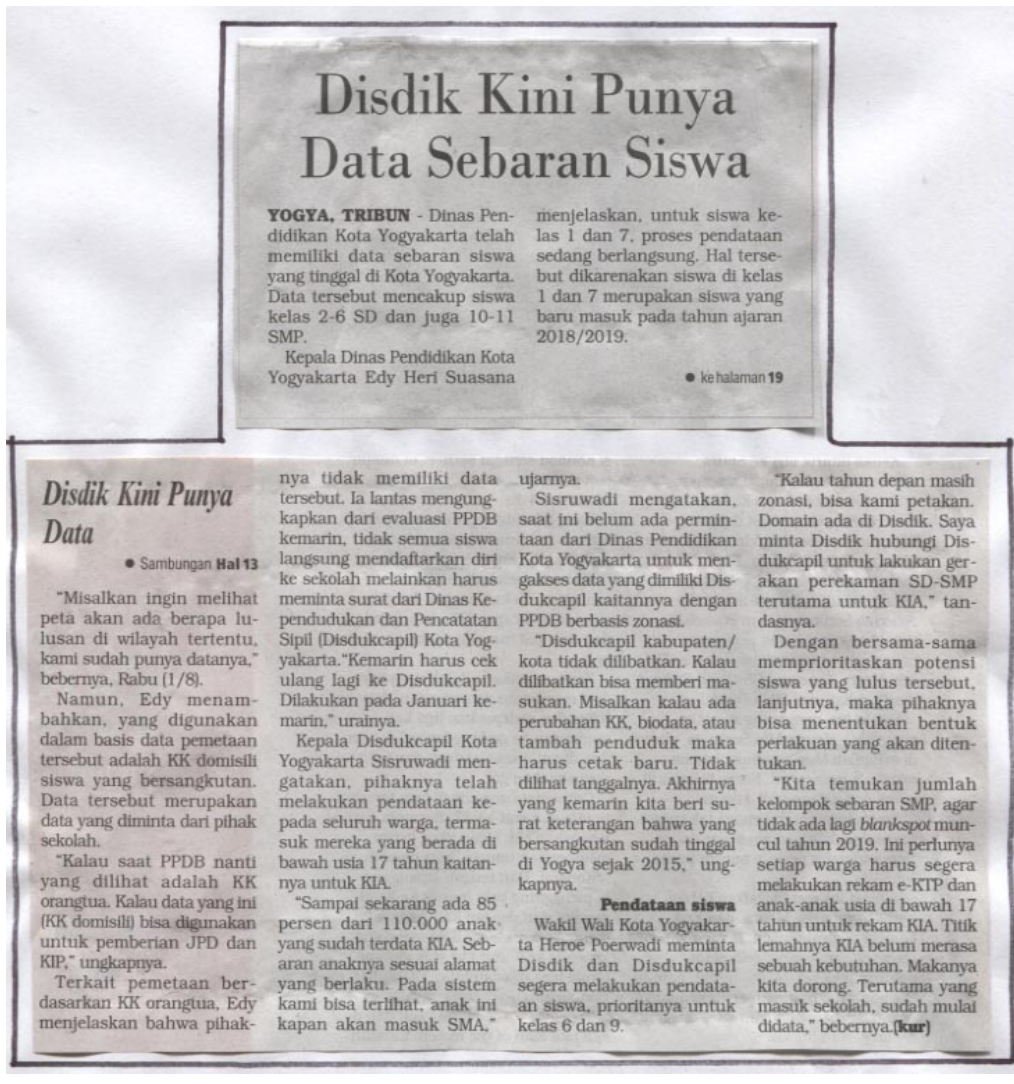 Disdik Kini Punya
Data Sebaran Siswa
YOGYA, TRIBUN - Dinas Pen-
didikan Kota Yogyakarta telah
memiliki data sebaran siswa
yang tinggal di Kota Yogyakarta.
Data tersebut mencakup siswa
kelas 2-6 SD dan juga 10-11
SMP.
Kepala Dinas Pendidikan Kota
Yogyakarta Edy Heri Suasana
menjelaskan, untuk siswa ke-
las 1 dan 7, proses pendataan
sedang berlangsung. Hal terse-
but dikarenakan siswa di kelas
1 dan 7 merupakan siswa yang
baru masuk pada tahun ajaran
2018/2019.
● ke halaman 19
Disdik Kini Punya
Data
● Sambungan Hal 13
"Misalkan ingin melihat
peta akan ada berapa lu-
lusan di wilayah tertentu,
kami sudah punya datanya,"
bebernya, Rabu (1/8).
Namun, Edy menam-
bahkan, yang digunakan
dalam basis data pemetaan
tersebut adalah KK domisili
siswa yang bersangkutan.
Data tersebut merupakan
data yang diminta dari pihak
sekolah.
"Kalau saat PPDB nanti
yang dilihat adalah KK
orangtua. Kalau data yang ini
(KK domisili) bisa digunakan
untuk pemberian JPD dan
KIP," ungkapnya.
Terkait pemetaan ber-
dasarkan KK orangtua, Edy
menjelaskan bahwa pihak-
nya tidak memiliki data
tersebut. Ia lantas mengung-
kapkan dari evaluasi PPDB
kemarin, tidak semua siswa
langsung mendaftarkan diri
ke sekolah melainkan harus
meminta surat dari Dinas Ke-
pendudukan dan Pencatatan
Sipil (Disdukcapil) Kota Yog-
yakarta."Kemarin harus cek
ulang lagi ke Disdukcapil.
Dilakukan pada Januari ke-
marin," urainya.
Kepala Disdukcapil Kota
Yogyakarta Sisruwadi men-
gatakan, pihaknya telah
melakukan pendataan ke-
pada seluruh warga, terma-
suk mereka yang berada di
bawah usia 17 tahun kaitan-
nya untuk KIA.
"Sampai sekarang ada 85
persen dari 110.000 anak
yang sudah terdata KIA. Seb-
aran anaknya sesuai alamat
yang berlaku. Pada sistem
kami bisa terlihat, anak ini
kapan akan masuk SMA,"
ujarnya.
Sisruwadi mengatakan,
saat ini belum ada permin-
taan dari Dinas Pendidikan
Kota Yogyakarta untuk men-
gakses data yang dimiliki Dis-
dukcapil kaitannya dengan
PPDB berbasis zonasi.
"Disdukcapil kabupaten/
kota tidak dilibatkan. Kalau
dilibatkan bisa memberi ma-
sukan. Misalkan kalau ada
perubahan KK, biodata, atau
tambah penduduk maka
harus cetak baru. Tidak
dilihat tanggalnya. Akhirnya
yang kemarin kita beri su-
rat keterangan bahwa yang
bersangkutan sudah tinggal
di Yogya sejak 2015," ung-
kapnya.
Pendataan siswa
Wakil Wali Kota Yogyakar-
ta Heroe Poerwadi meminta
Disdik dan Disdukcapil
segera melakukan pendata-
an siswa, prioritanya untuk
kelas 6 dan 9.
"Kalau tahun depan masih
zonasi, bisa kami petakan.
Domain ada di Disdik. Saya
minta Disdik hubungi Dis-
dukcapil untuk lakukan ger-
akan perekaman SD-SMP
terutama untuk KIA," tan-
dasnya.
Dengan bersama-sama
memprioritaskan potensi
siswa yang lulus tersebut,
lanjutnya, maka pihaknya
bisa menentukan bentuk
perlakuan yang akan diten-
tukan.
"Kita temukan jumlah
kelompok sebaran SMP, agar
tidak ada lagi blankspot mun-
cul tahun 2019. Ini perlunya
setiap warga harus segera
melakukan rekam e-KTP dan
anak-anak usia di bawah 17
tahun untuk rekam KIA. Titik
lemahnya KIA belum merasa
sebuah kebutuhan. Makanya
kita dorong. Terutama yang
masuk sekolah, sudah mulai
didata," bebernya.(kur)